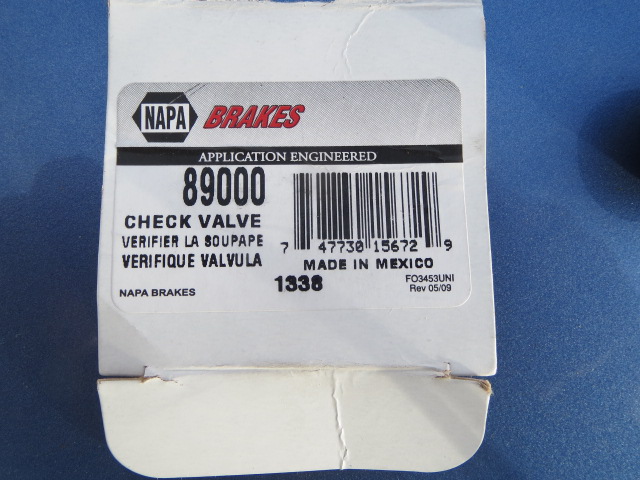 NAPA BRAKES
APPLICATION ENGINEERED
89000
CHECK VALVE
VERIFIER LA SOUPAPE
VERIFIQUE VALVULA
7 47730 15672 9
MADE IN MEXICO
1338
FO3453UNI
Rev 05/09
NAPA BRAKES